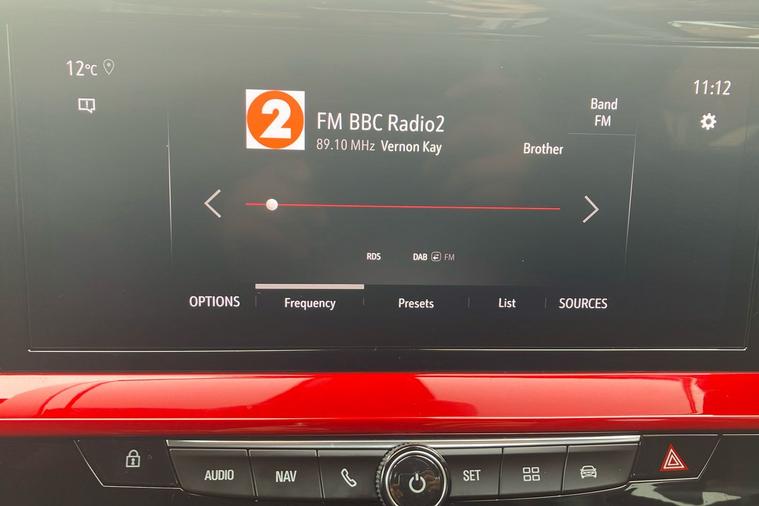 12°C
11:12
2
FM BBC Radio2
89.10 MHz Vernon Kay
Brother
Band
FM
RDS
DAB FM
OPTIONS
Frequency
Presets
List
SOURCES
AUDIO
NAV
SET